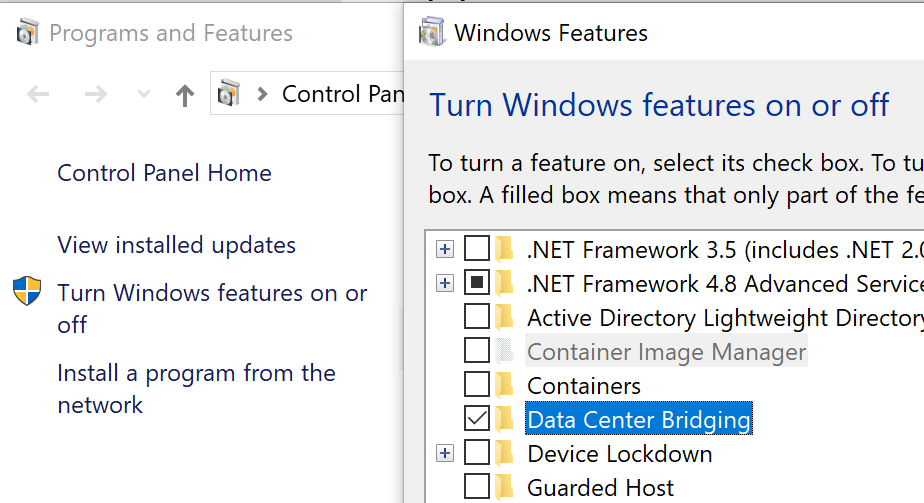 Programs and Features
Control Pan
Control Panel Home
View installed updates
Turn Windows features on or
off
Install a program from the
network
Windows Features
Turn Windows features on or off
To turn a feature on, select its check box. To tu
box. A filled box means that only part of the fe
.NET Framework 3.5 (includes .NET 2.0
.NET Framework 4.8 Advanced Service
Active Directory Lightweight Directory
Container Image Manager
Containers
Data Center Bridging
Device Lockdown
Guarded Host